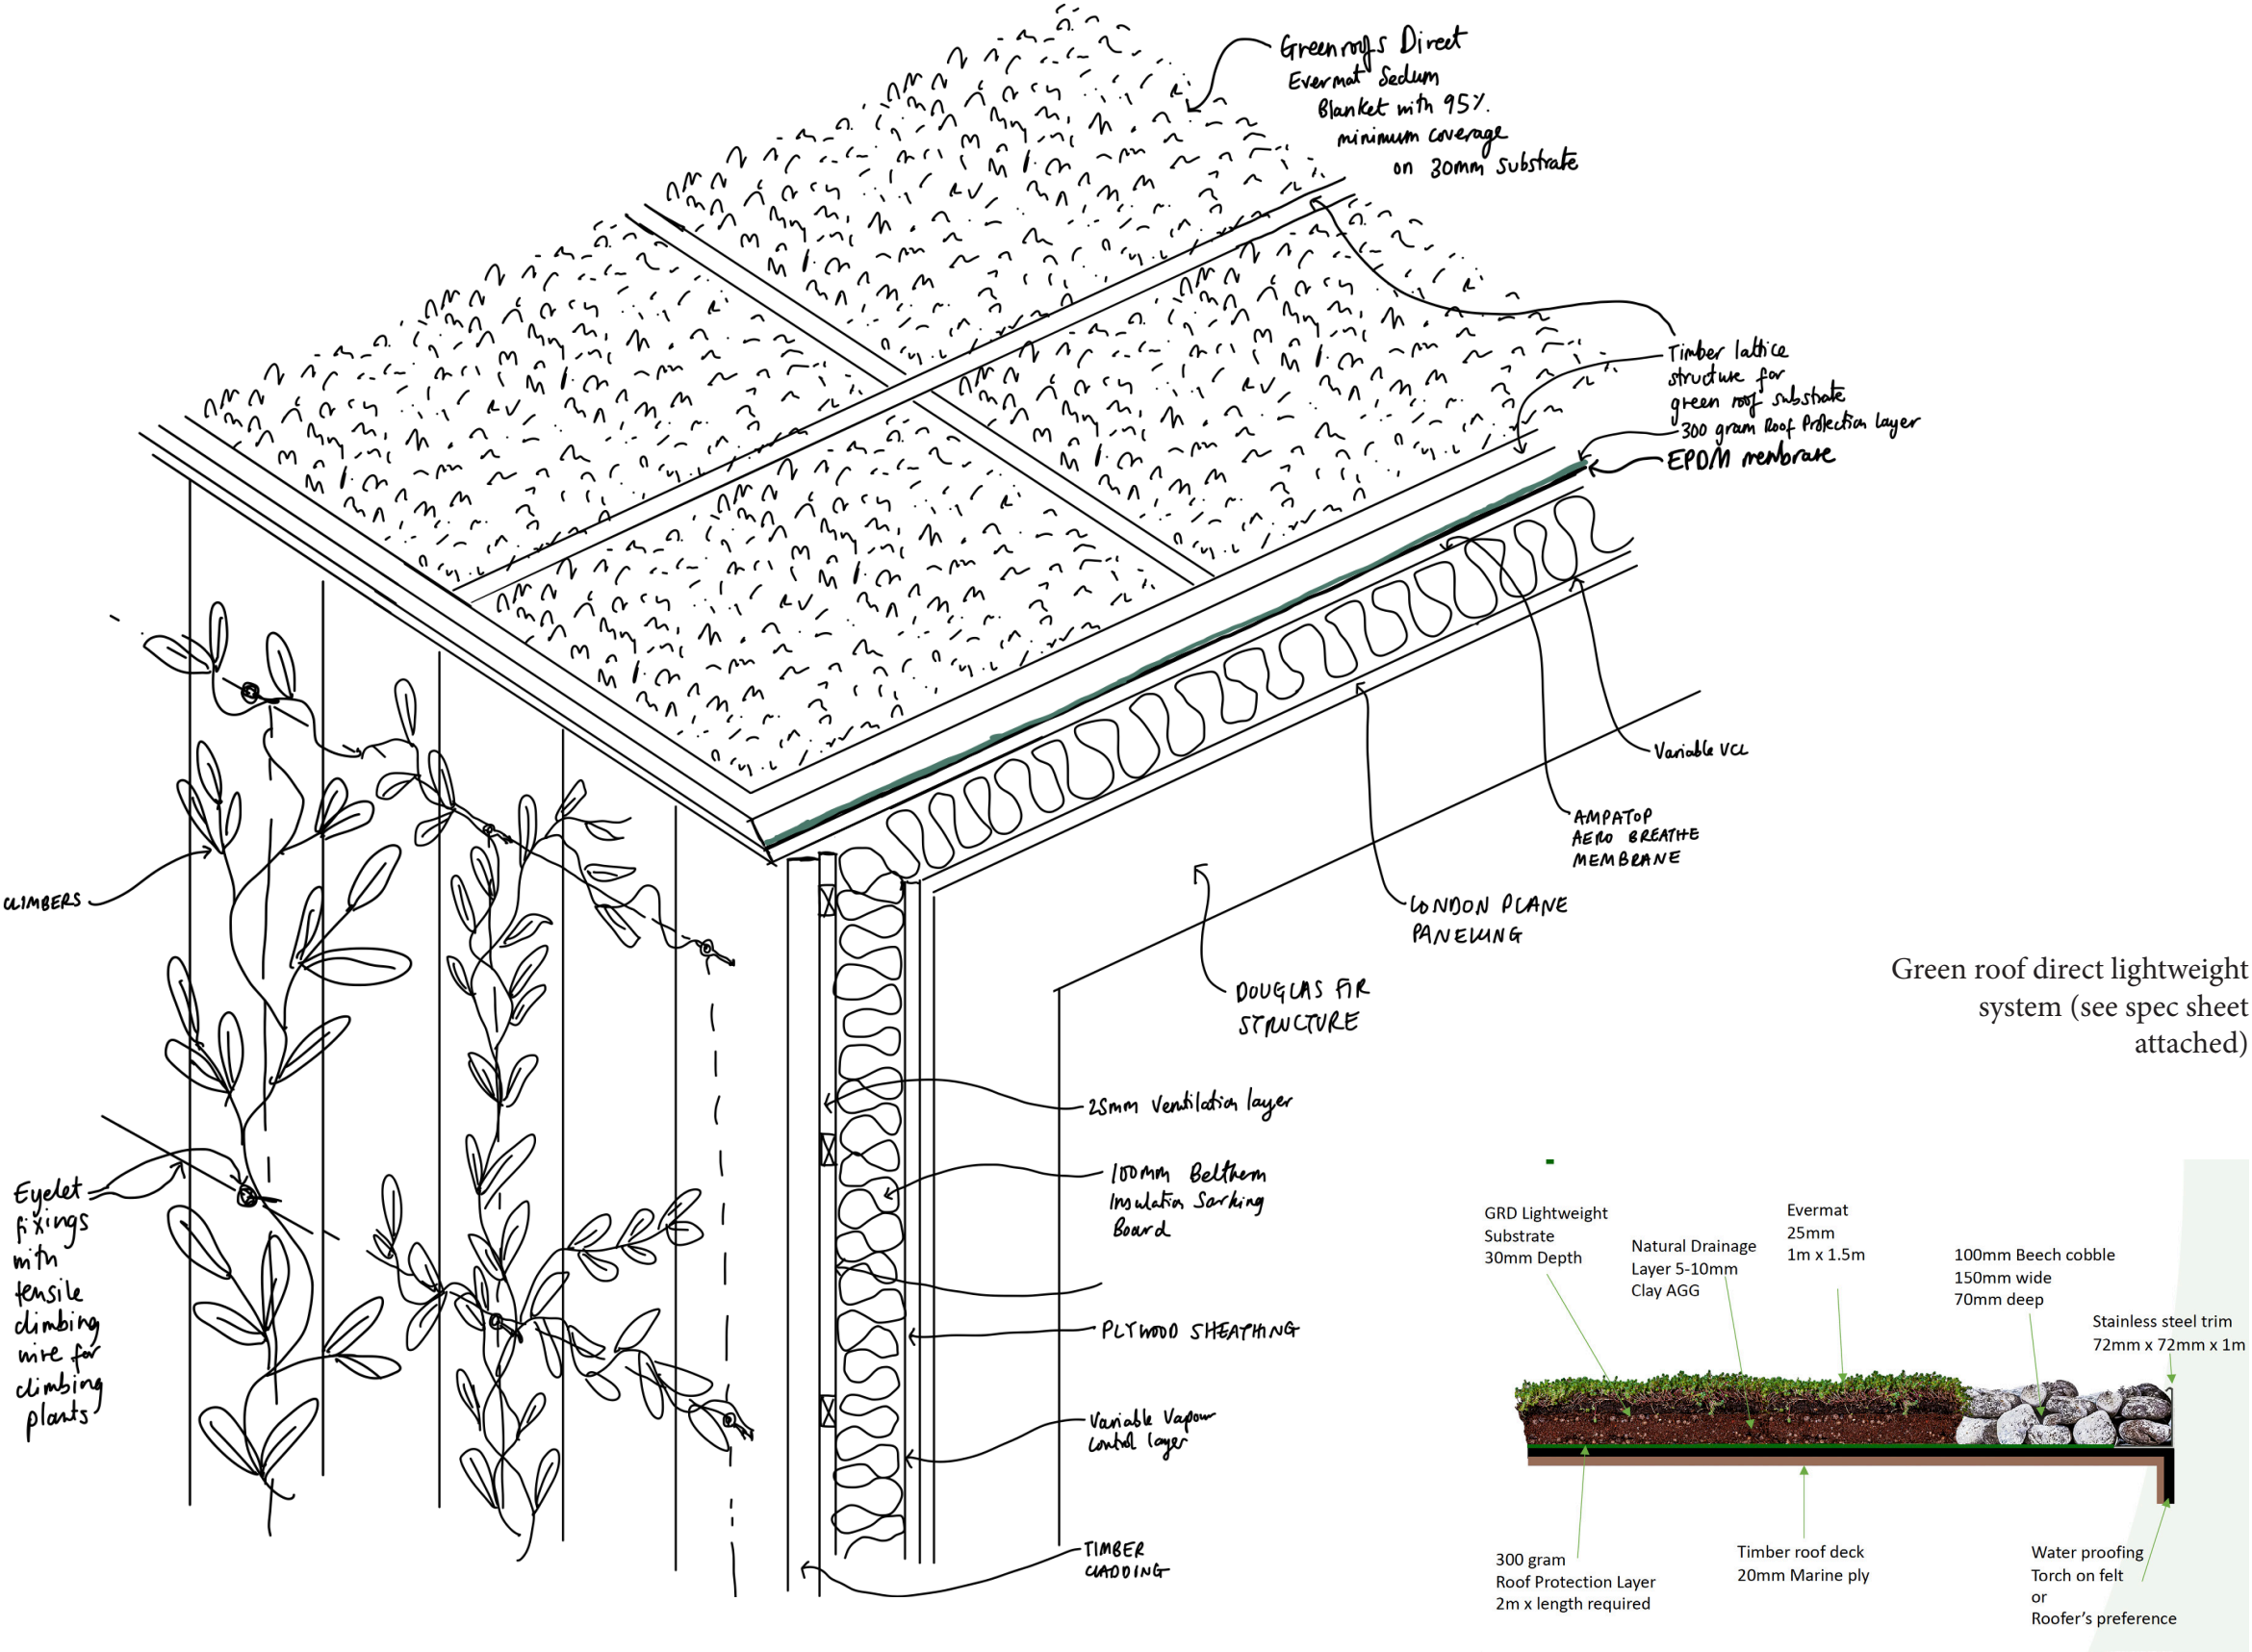 Greenroofs Direct
Evermat Sedum
Blanket with 95%
minimum coverage
on 30mm substrate
Timber lattice
structure for
green roof substrate
300 gram Roof Protection layer
EPDM membrane
Variable VCL
AMPATOP
AERO BREATHE
MEMBRANE
LONDON PLANE
PANELLING
DOUGLAS FIR
STRUCTURE
CLIMBERS
Eyelet
fixings
with
tensile
climbing
wire for
climbing
plants
25mm Ventilation layer
100mm Beltherm
Insulation Sarking
Board
PLYWOOD SHEATHING
Variable Vapour
control layer
TIMBER
CLADDING
Green roof direct lightweight
system (see spec sheet
attached)
GRD Lightweight
Substrate
30mm Depth
Natural Drainage
Layer 5-10mm
Clay AGG
Evermat
25mm
1m x 1.5m
100mm Beech cobble
150mm wide
70mm deep
Stainless steel trim
72mm x 72mm x 1m
300 gram
Roof Protection Layer
2m x length required
Timber roof deck
20mm Marine ply
Water proofing
Torch on felt
or
Roofer's preference